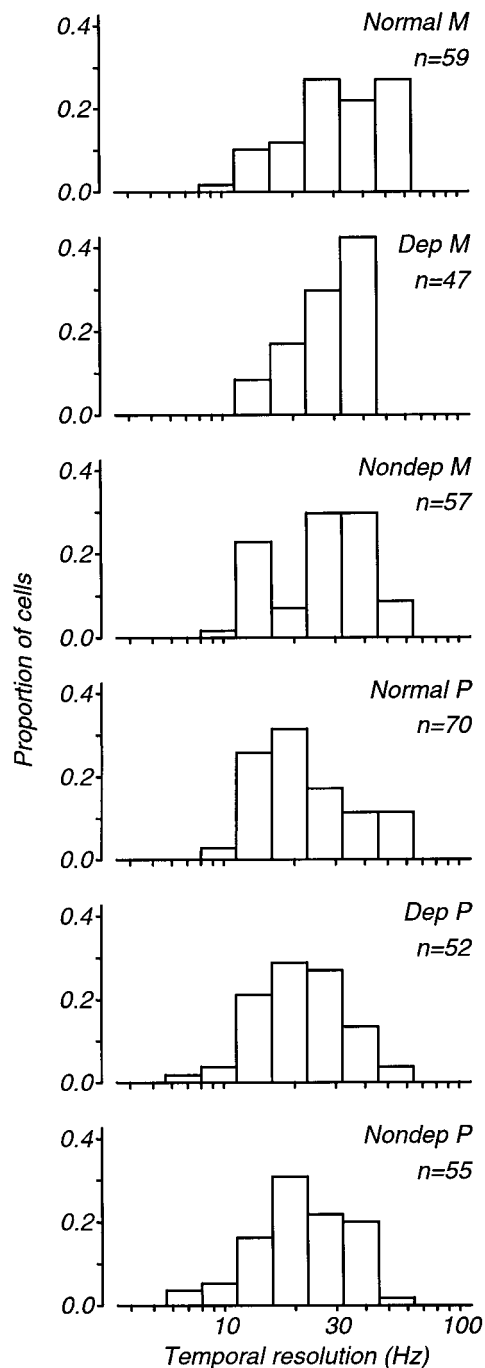 0.4
Normal M
n=59
0.2
0.0
Dep M
0.4
n=47
0.2
0.0
Nondep M
0.4
n=57
0.2
0.0
Normal P
0.4
n=70
0.2
0.0
Dep P
0.4
n=52
0.2
0.0
Nondep P
0.4
n=55
0.2
0.0
Proportion of cells
10 30 100
Temporal resolution (Hz)